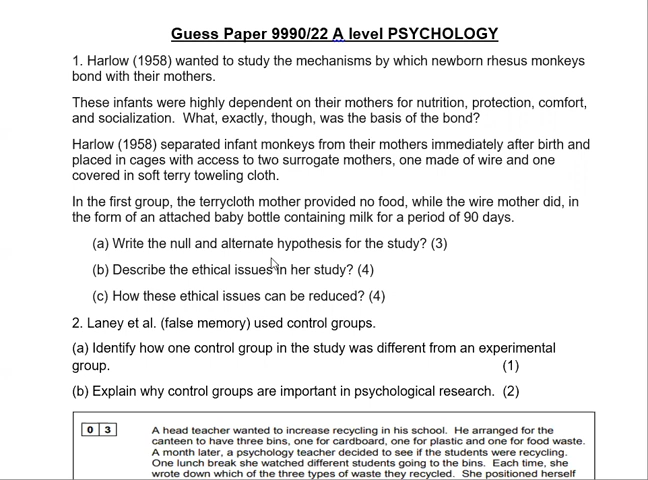 Guess Paper 9990/22 A level PSYCHOLOGY
1. Harlow (1958) wanted to study the mechanisms by which newborn rhesus monkeys
bond with their mothers.
These infants were highly dependent on their mothers for nutrition, protection, comfort,
and socialization.  What, exactly, though, was the basis of the bond?
Harlow (1958) separated infant monkeys from their mothers immediately after birth and
placed in cages with access to two surrogate mothers, one made of wire and one
covered in soft terry toweling cloth.
In the first group, the terrycloth mother provided no food, while the wire mother did, in
the form of an attached baby bottle containing milk for a period of 90 days.
(a) Write the null and alternate hypothesis for the study? (3)
(b) Describe the ethical issues in her study? (4)
(c) How these ethical issues can be reduced? (4)
2. Laney et al. (false memory) used control groups.
(a) Identify how one control group in the study was different from an experimental
group. (1)
(b) Explain why control groups are important in psychological research. (2)
0 3 A head teacher wanted to increase recycling in his school. He arranged for the
canteen to have three bins, one for cardboard, one for plastic and one for food waste.
A month later, a psychology teacher decided to see if the students were recycling.
One lunch break she watched different students going to the bins. Each time, she
wrote down which of the three types of waste they recycled. She positioned herself